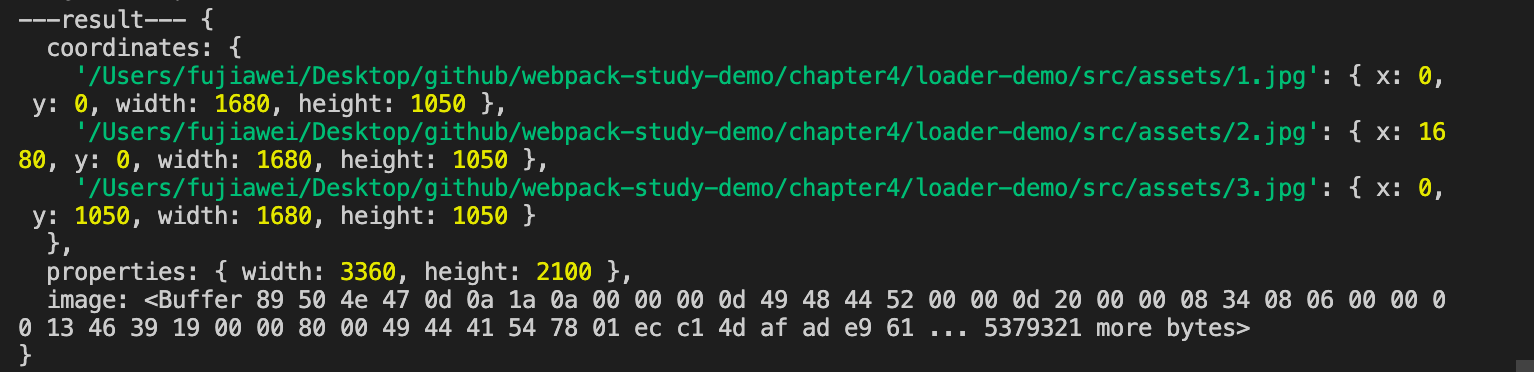 ---result--- {
  coordinates: {
    '/Users/fujiawei/Desktop/github/webpack-study-demo/chapter4/loader-demo/src/assets/1.jpg': { x: 0,
 y: 0, width: 1680, height: 1050 },
    '/Users/fujiawei/Desktop/github/webpack-study-demo/chapter4/loader-demo/src/assets/2.jpg': { x: 16
80, y: 0, width: 1680, height: 1050 },
    '/Users/fujiawei/Desktop/github/webpack-study-demo/chapter4/loader-demo/src/assets/3.jpg': { x: 0,
 y: 1050, width: 1680, height: 1050 }
  },
  properties: { width: 3360, height: 2100 },
  image: <Buffer 89 50 4e 47 0d 0a 1a 0a 00 00 00 0d 49 48 44 52 00 00 0d 20 00 00 08 34 08 06 00 00 0
0 13 46 39 19 00 00 80 00 49 44 41 54 78 01 ec c1 4d af ad e9 61 ... 5379321 more bytes>
}